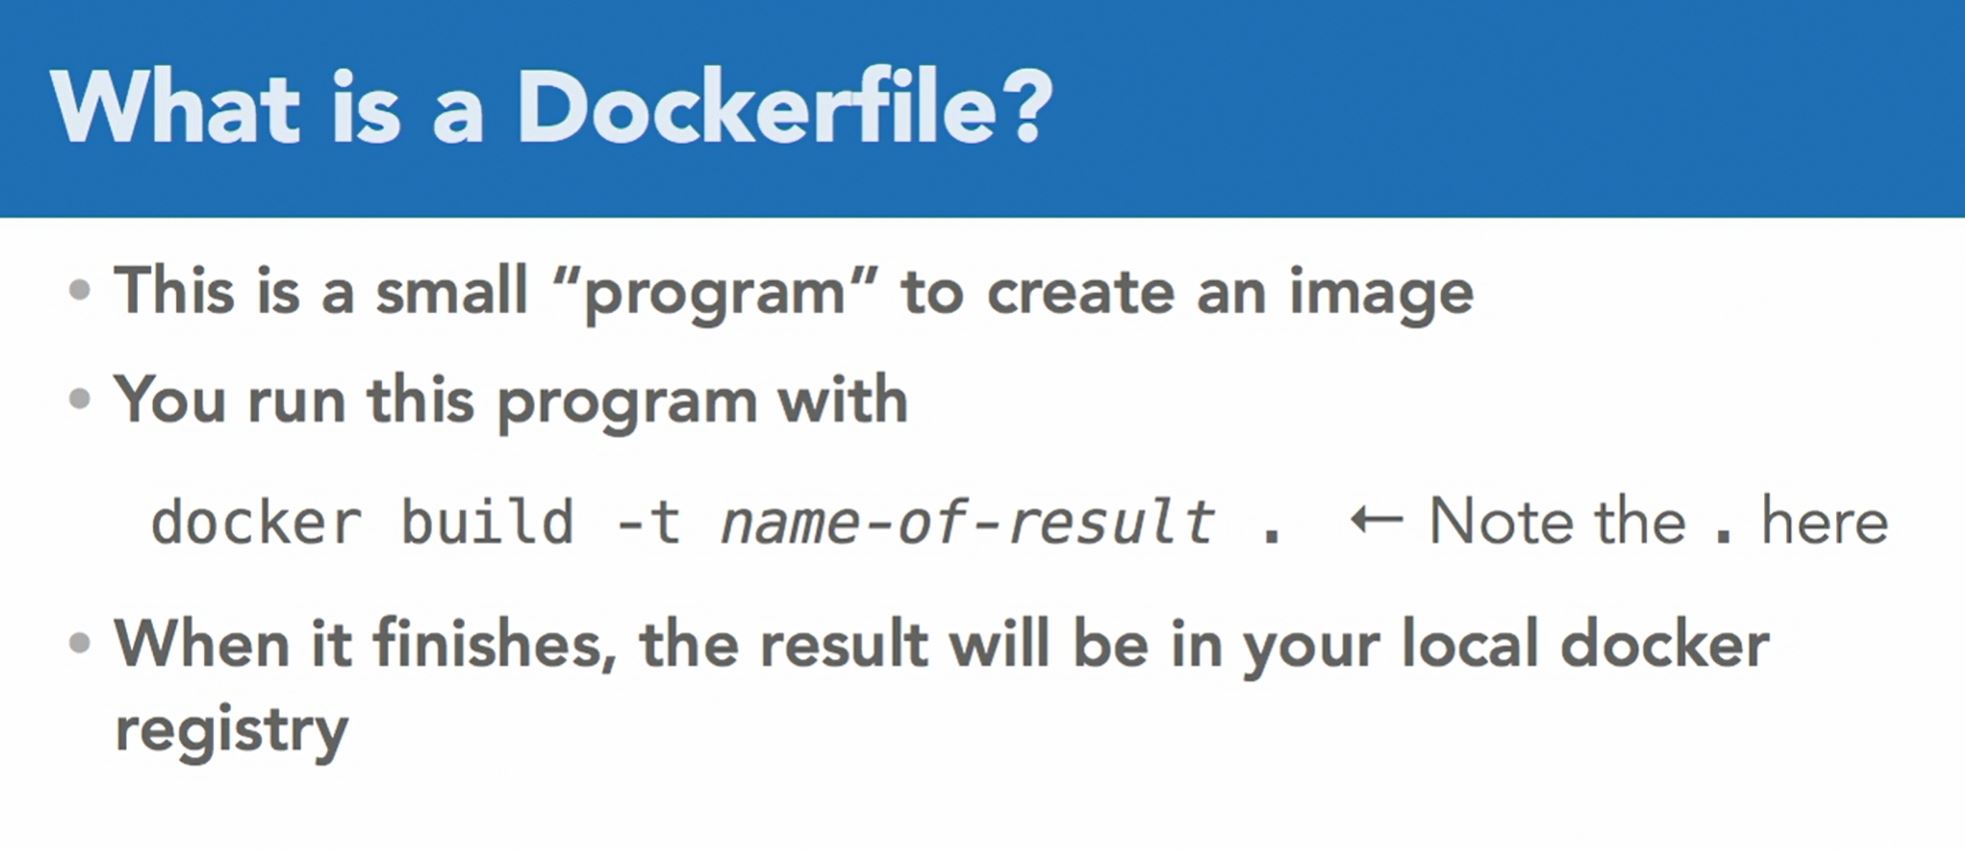 What is a Dockerfile?
• This is a small “program” to create an image
• You run this program with
docker build -t name-of-result . ← Note the . here
• When it finishes, the result will be in your local docker
registry